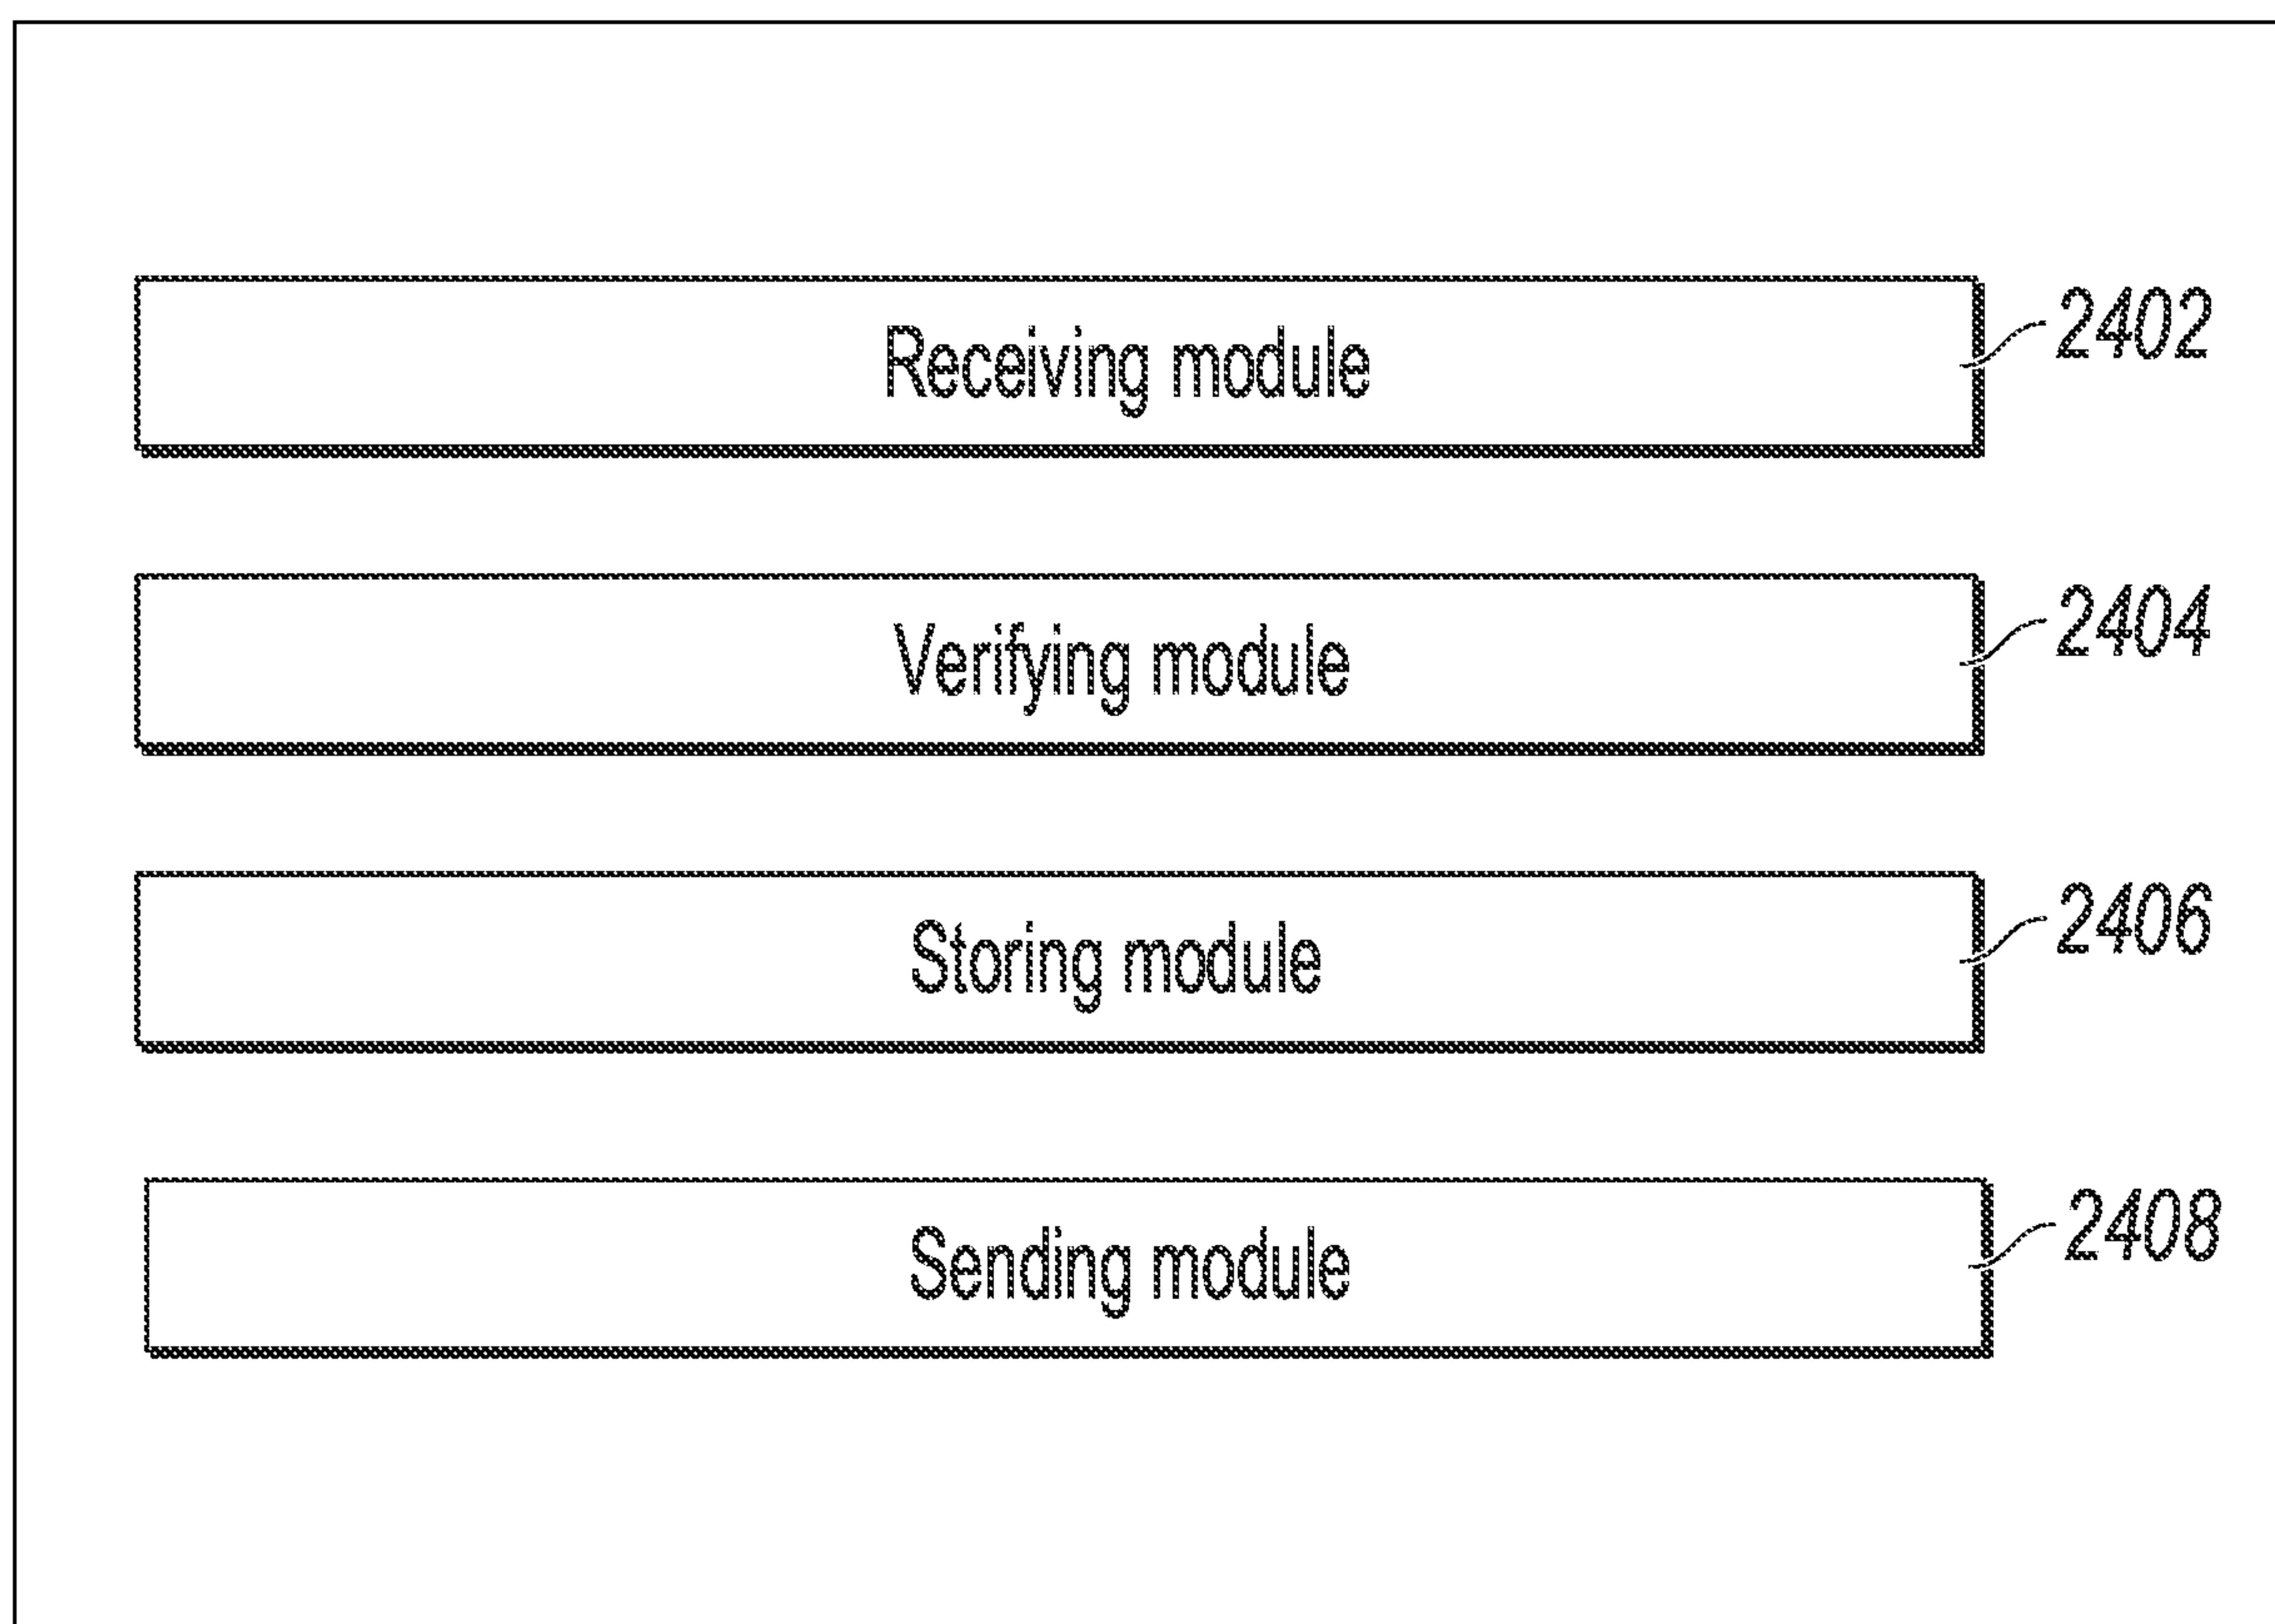 Receiving module 2402
Verifying module 2404
Storing module 2406
Sending module 2408